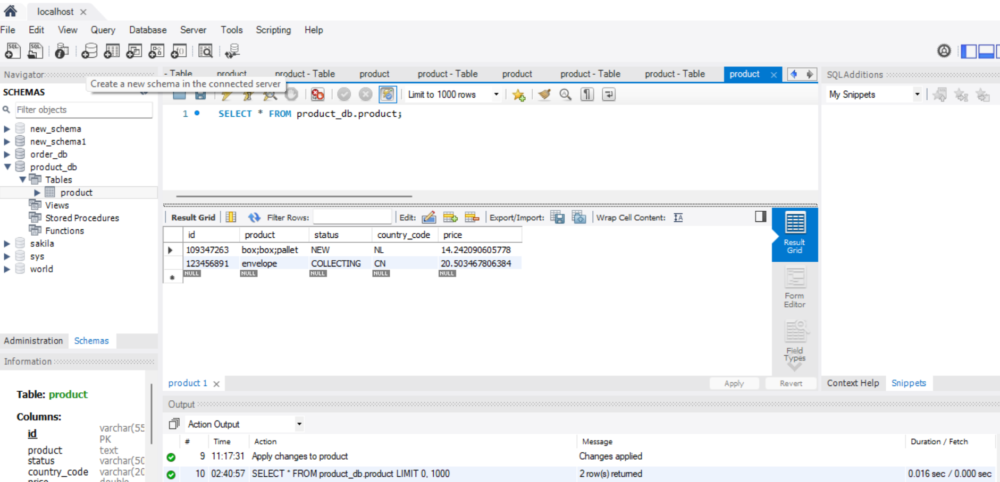 localhost
File Edit View Query Database Server Tools Scripting Help
SQL SQL
Navigator
Create a new schema in the connected server
SCHEMAS
Filter objects
new_schema
new_schema1
order_db
product_db
Tables
product
Views
Stored Procedures
Functions
sakila
sys
world
Administration Schemas
Information
Table: product
Columns:
id varchar(55
PK
product text
status varchar(50
country_code varchar(20
price double
- Table product product - Table product product - Table product product - Table product - Table product
Limit to 1000 rows
1 SELECT * FROM product_db.product;
Result Grid Filter Rows: Edit: Export/Import: Wrap Cell Content:
id product status country_code price
109347263 box;box;pallet NEW NL 14.242090605778
123456891 envelope COLLECTING CN 20.503467806384
NULL NULL NULL NULL NULL
Result
Grid
Form
Editor
Field
Types
product 1 Apply Revert
Output
Action Output
# Time Action Message Duration / Fetch
9 11:17:31 Apply changes to product Changes applied
10 02:40:57 SELECT * FROM product_db.product LIMIT 0, 1000 2 row(s) returned 0.016 sec / 0.000 sec
SQLAdditions
My Snippets
Context Help Snippets